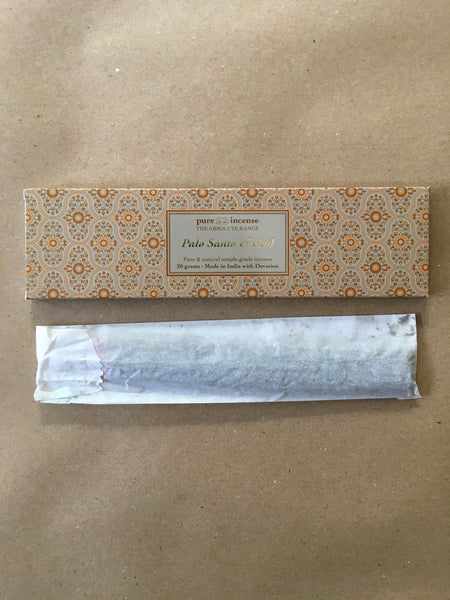 pure incense
THE ABSOLUTE RANGE
Palo Santo & Oud
Pure & natural temple-grade incense
20 grams · Made in India with Devotion